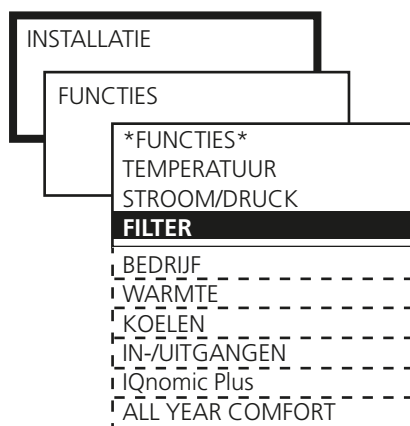 INSTALLATIE
FUNCTIES
*FUNCTIES*
TEMPERATUUR
STROOM/DRUCK
FILTER
BEDRIJF
WARMTE
KOELEN
IN-/UITGANGEN
IQnomic Plus
ALL YEAR COMFORT